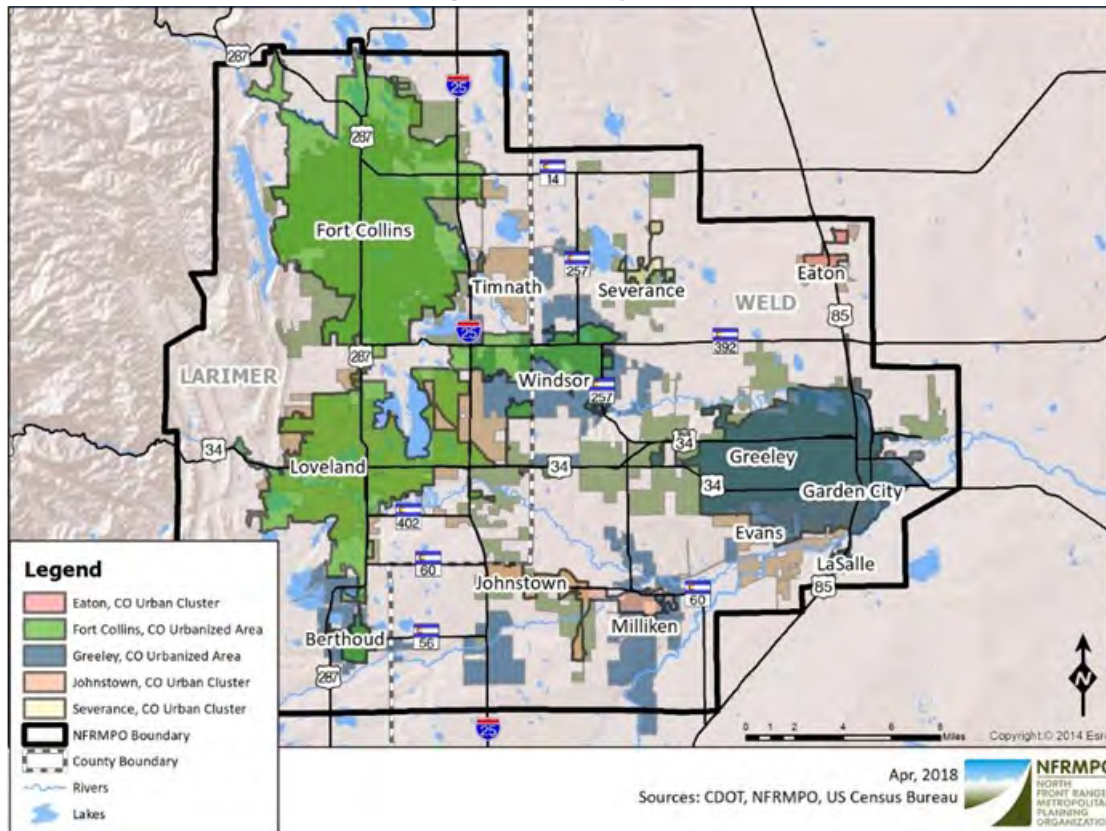 287
25
287
14
Fort Collins
257
Timnath
Severance
Eaton
WELD
85
25
287
392
LARIMER
Windsor
257
34
34
Greeley
Loveland
34
34
Garden City
402
Evans
60
Johnstown
LaSalle
85
60
Milliken
Berthoud
56
287
25
N
0 2 4 6 8
Miles
Copyright:© 2014 Esri
Legend
Eaton, CO Urban Cluster
Fort Collins, CO Urbanized Area
Greeley, CO Urbanized Area
Johnstown, CO Urban Cluster
Severance, CO Urban Cluster
NFRMPO Boundary
County Boundary
Rivers
Lakes
Apr, 2018
Sources: CDOT, NFRMPO, US Census Bureau
NFRMPO
NORTH
FRONT RANGE
METROPOLITAN
PLANNING
ORGANIZATION